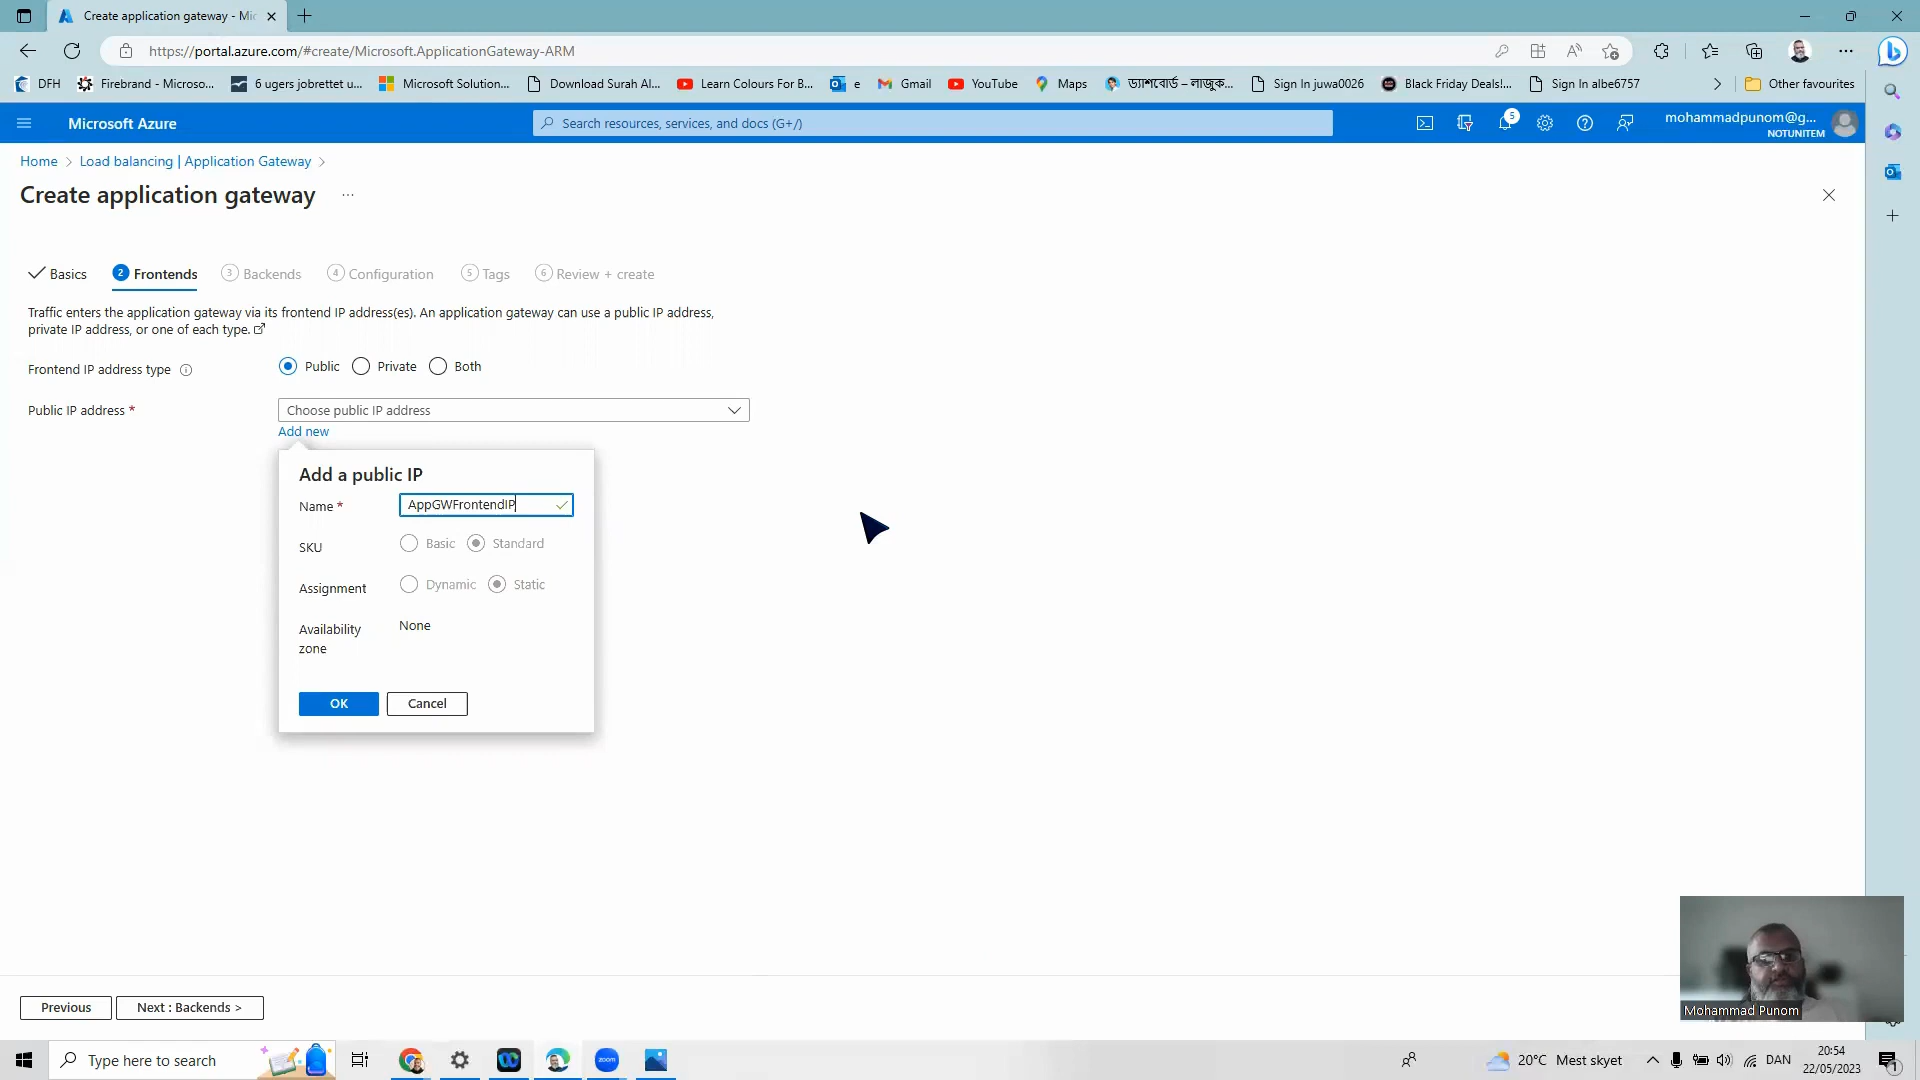 Create application gateway - Mic
https://portal.azure.com/#create/Microsoft.ApplicationGateway-ARM
DFH
Firebrand - Microso...
6 ugers jobrettet u...
Microsoft Solution...
Download Surah Al...
Learn Colours For B...
e
Gmail
YouTube
Maps
ড্যাশবোর্ড – লাজুক...
Sign In juwa0026
Black Friday Deals!...
Sign In albe6757
Other favourites
Microsoft Azure
Search resources, services, and docs (G+/)
5
mohammadpunom@g...
NOTUNITEM
Home > Load balancing | Application Gateway >
Create application gateway ...
Basics
2 Frontends
3 Backends
4 Configuration
5 Tags
6 Review + create
Traffic enters the application gateway via its frontend IP address(es). An application gateway can use a public IP address,
private IP address, or one of each type.
Frontend IP address type
Public
Private
Both
Public IP address *
Choose public IP address
Add new
Add a public IP
Name *
AppGWFrontendIP
SKU
Basic
Standard
Assignment
Dynamic
Static
Availability
zone
None
OK
Cancel
Mohammad Punom
Previous
Next : Backends >
Type here to search
zoom
20°C Mest skyet
DAN
20:54
22/05/2023
1